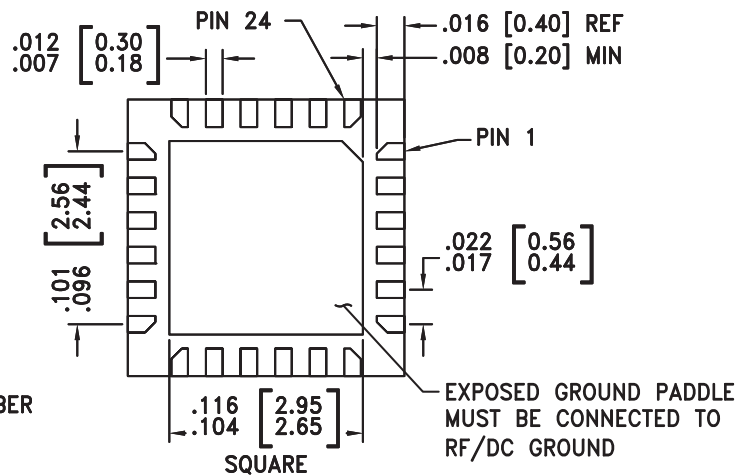 PIN 24
.016 [0.40] REF
.012 [0.30
.007 0.18]
.008 [0.20] MIN
PIN 1
[2.56
2.44]
.101
.096
.022 [0.56
.017 0.44]
BER
.116 [2.95
.104 2.65]
SQUARE
EXPOSED GROUND PADDLE
MUST BE CONNECTED TO
RF/DC GROUND